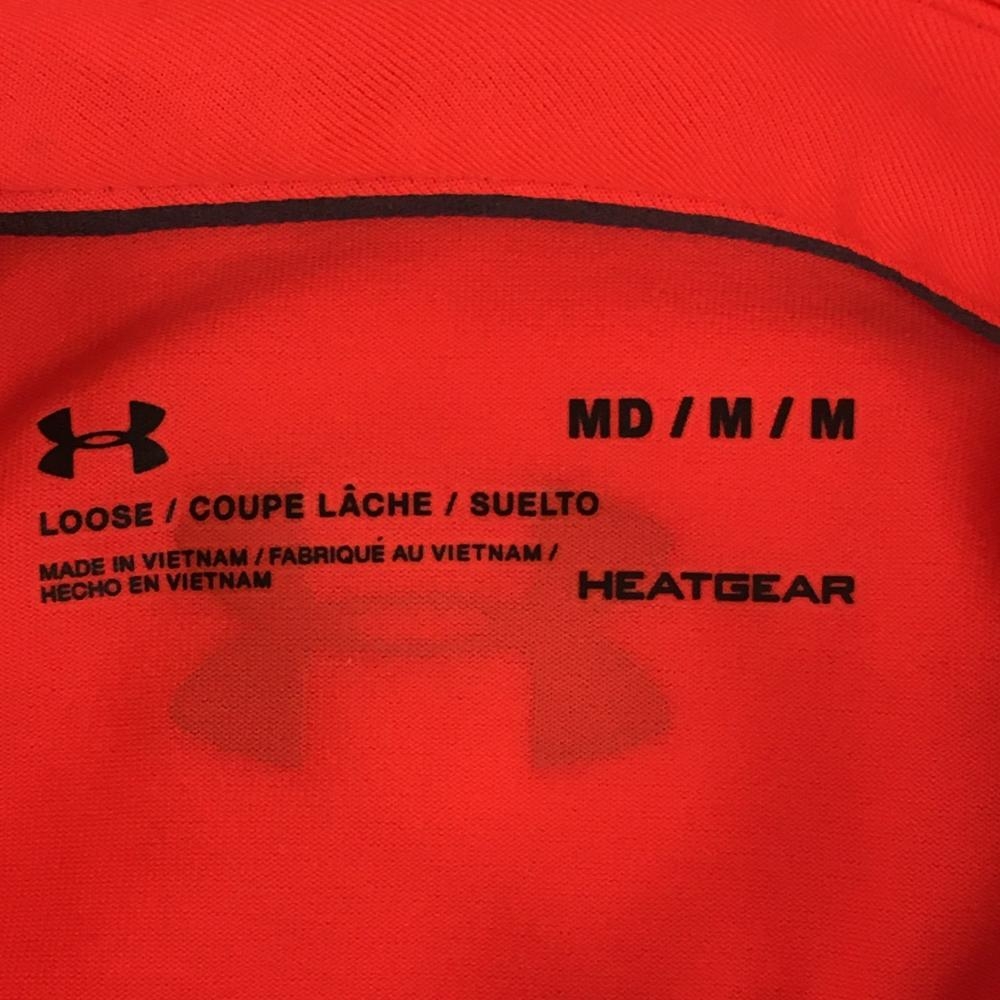 MD / M / M
LOOSE / COUPE LÂCHE / SUELTO
MADE IN VIETNAM / FABRIQUÉ AU VIETNAM /
HECHO EN VIETNAM
HEATGEAR